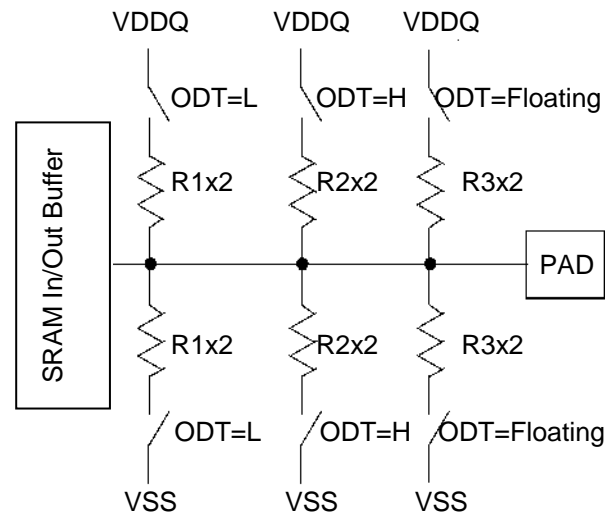 VDDQ VDDQ VDDQ
ODT=L ODT=H ODT=Floating
R1x2 R2x2 R3x2
SRAM In/Out Buffer
PAD
R1x2 R2x2 R3x2
ODT=L ODT=H ODT=Floating
VSS VSS VSS